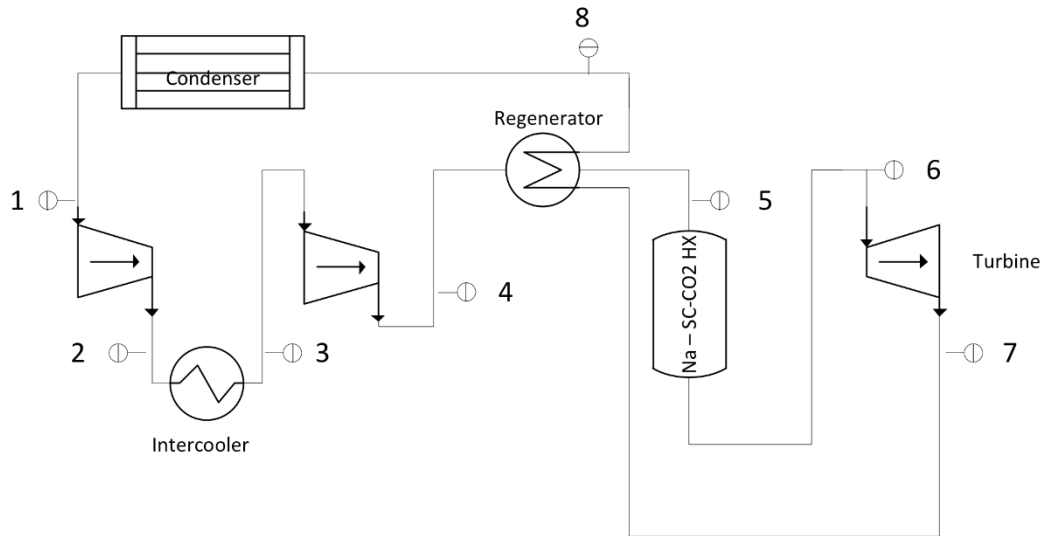 8
Condenser
Regenerator
1
5
6
Na – SC-CO2 HX
Turbine
4
2
3
7
Intercooler